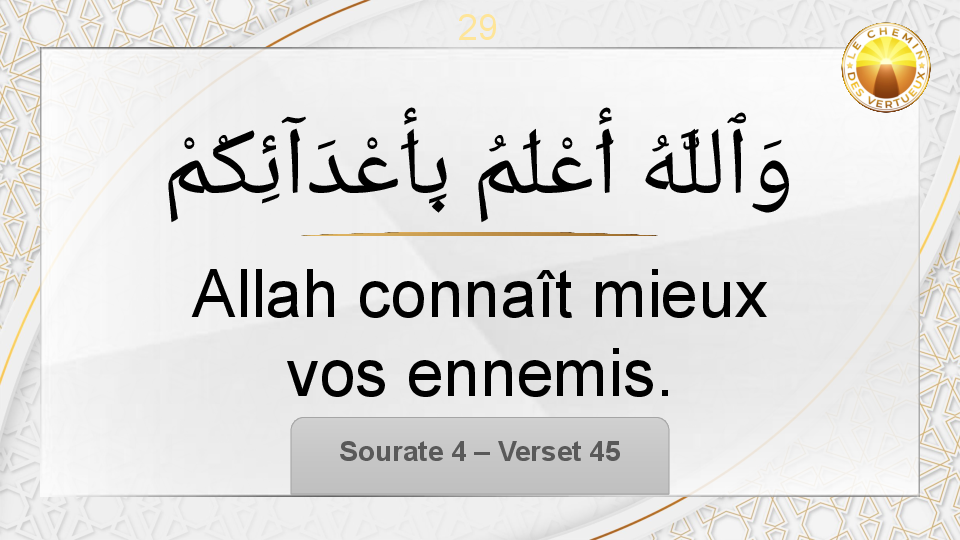 29
LE CHEMIN
DES VERTUEUX
وَٱللَّهُ أَعْلَمُ بِأَعْدَآئِكُمْ
Allah connaît mieux
vos ennemis.
Sourate 4 – Verset 45